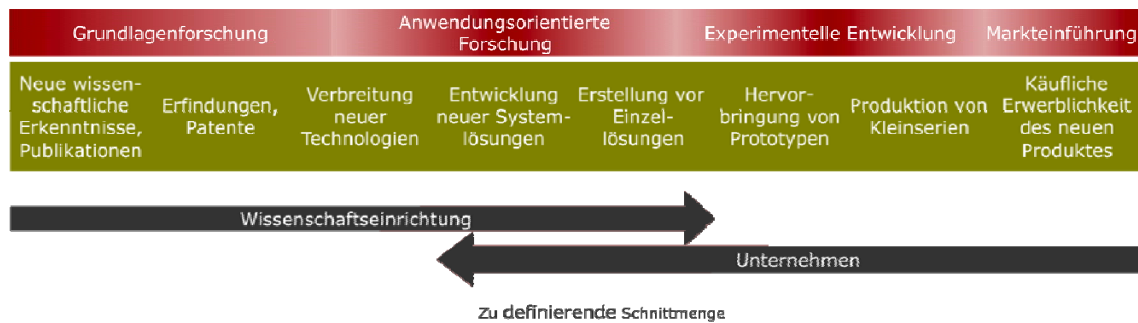 Grundlagenforschung
Anwendungsorientierte
Forschung
Experimentelle Entwicklung
Markteinführung
Neue wissen-
schaftliche
Erkenntnisse,
Publikationen
Erfindungen,
Patente
Verbreitung
neuer
Technologien
Entwicklung
neuer System-
lösungen
Erstellung vor
Einzel-
lösungen
Hervor-
bringung von
Prototypen
Produktion von
Kleinserien
Käufliche
Erwerblichkeit
des neuen
Produktes
Wissenschaftseinrichtung
Unternehmen
Zu definierende Schnittmenge